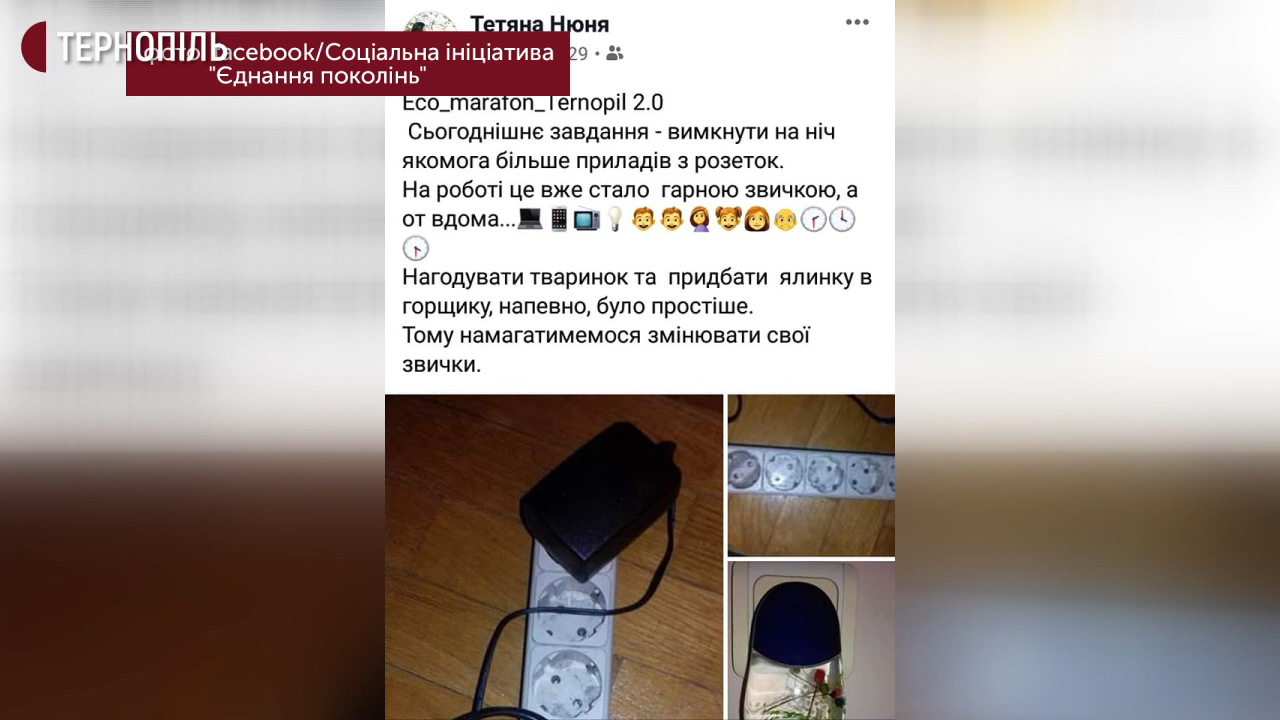 ТЕРНОПІЛЬ
фото: facebook/Соціальна ініціатива
"Єднання поколінь"
Тетяна Нюня
29
Eco_marafon_Ternopil 2.0
Сьогоднішнє завдання - вимкнути на ніч
якомога більше приладів з розеток.
На роботі це вже стало гарною звичкою, а
от вдома...💻📱📺💡👨👨🙎‍♀️👧👩👴🕝🕓
🕟
Нагодувати тваринок та придбати ялинку в
горщику, напевно, було простіше.
Тому намагатимемося змінювати свої
звички.